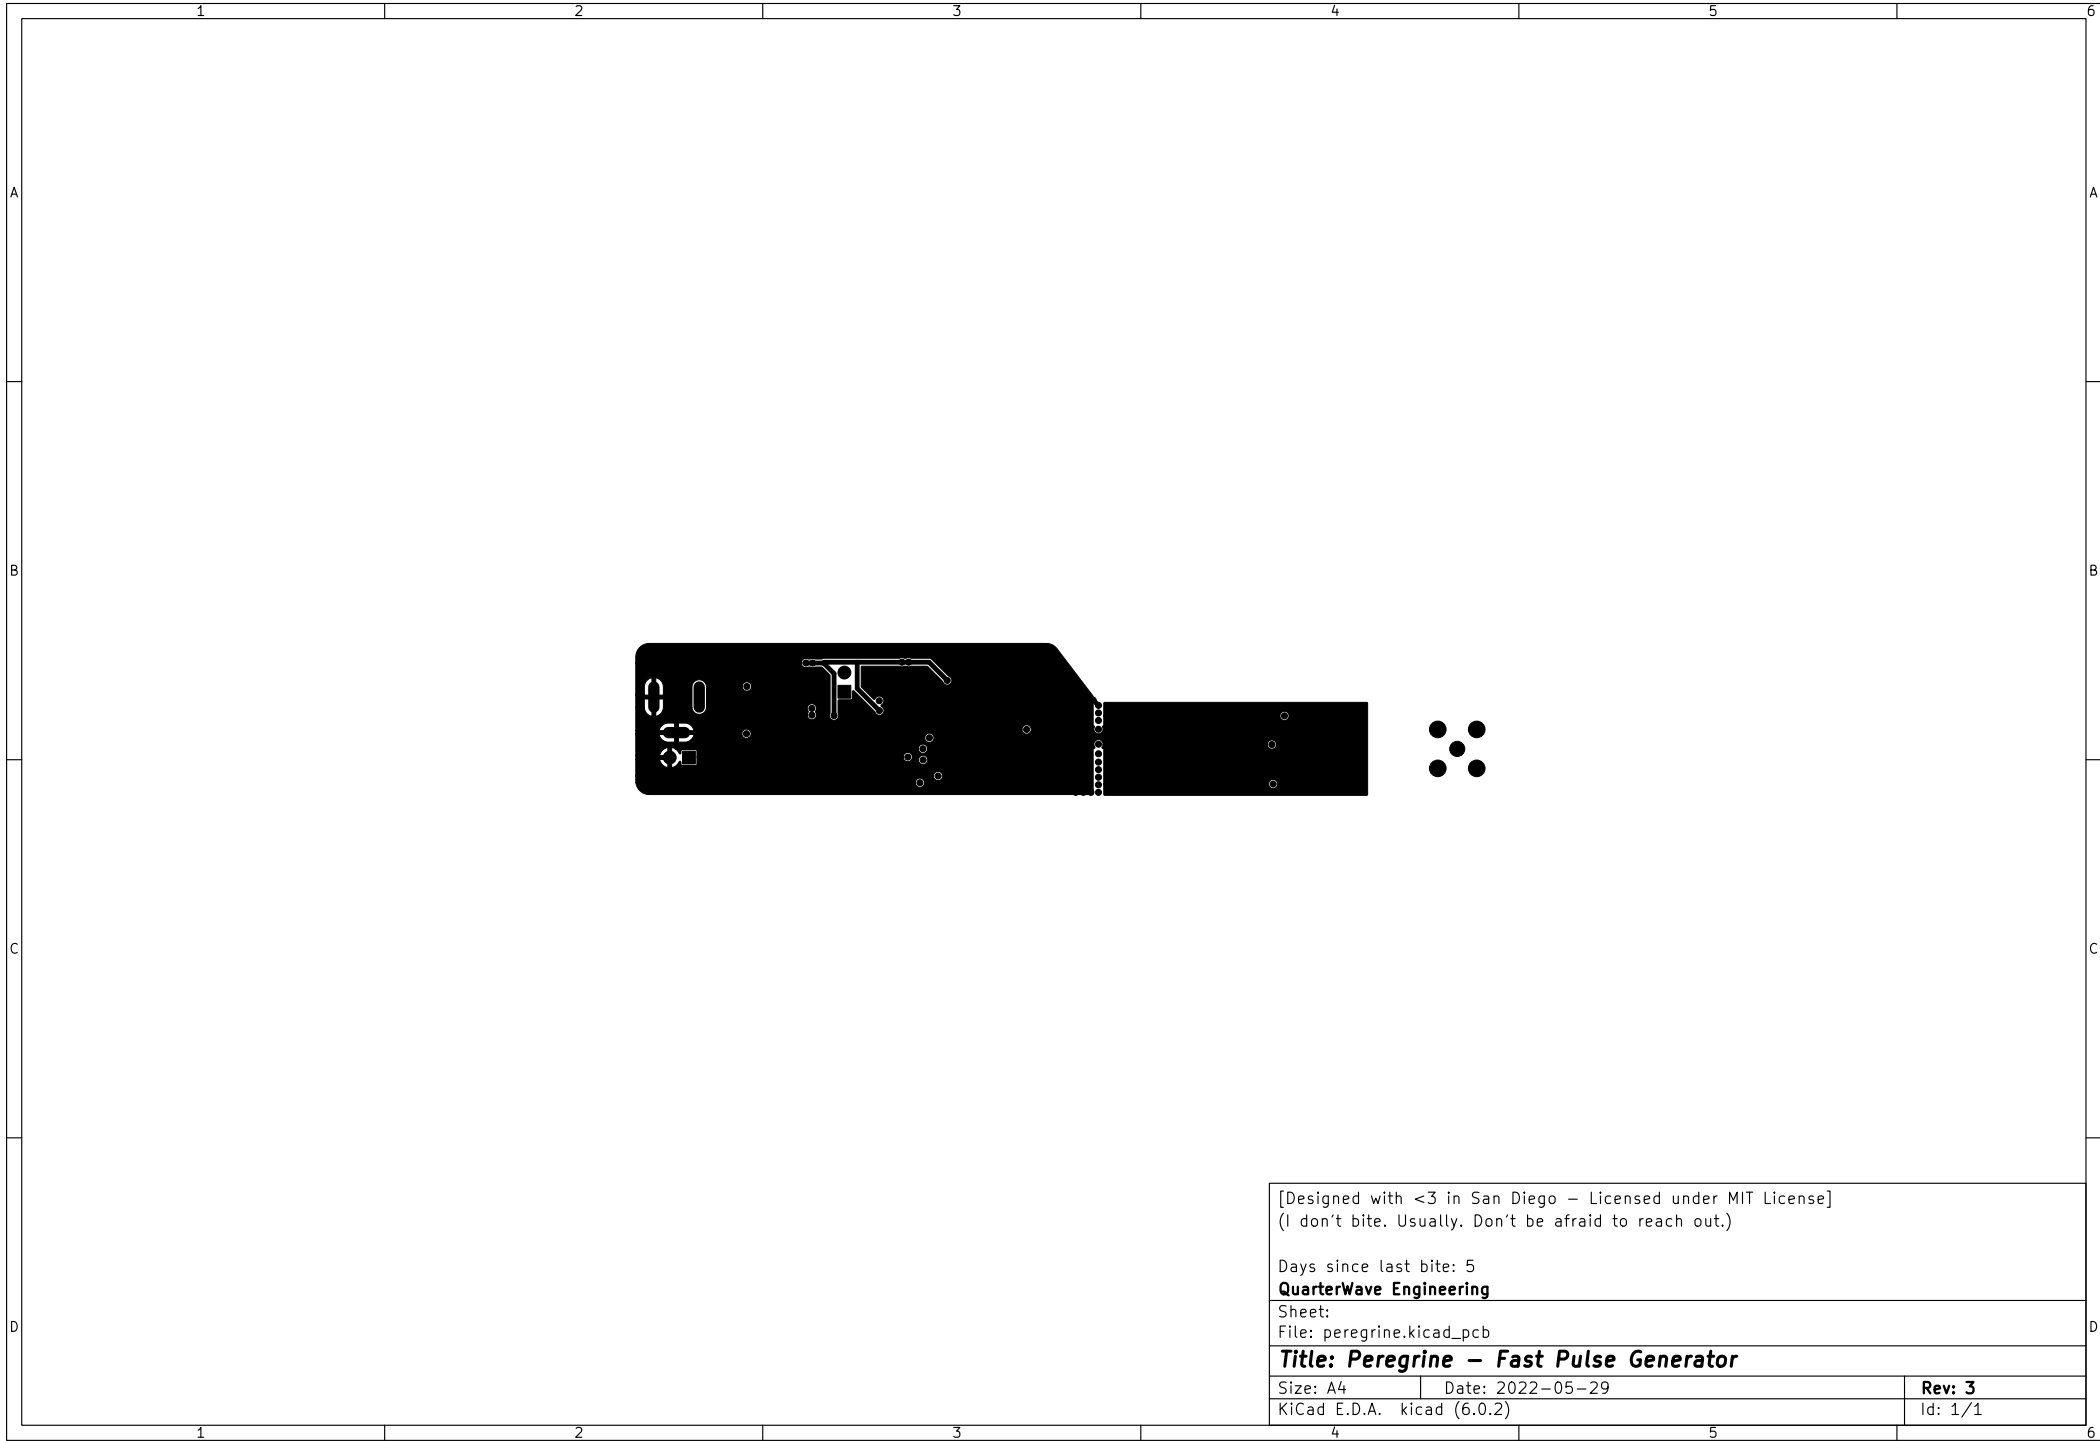 1 2 3 4 5 6
A A
B B
C C
[Designed with <3 in San Diego – Licensed under MIT License]
(I don't bite. Usually. Don't be afraid to reach out.)
Days since last bite: 5
QuarterWave Engineering
Sheet:
D D
File: peregrine.kicad_pcb
Title: Peregrine – Fast Pulse Generator
Size: A4 Date: 2022-05-29 Rev: 3
KiCad E.D.A. kicad (6.0.2) Id: 1/1
1 2 3 4 5 6